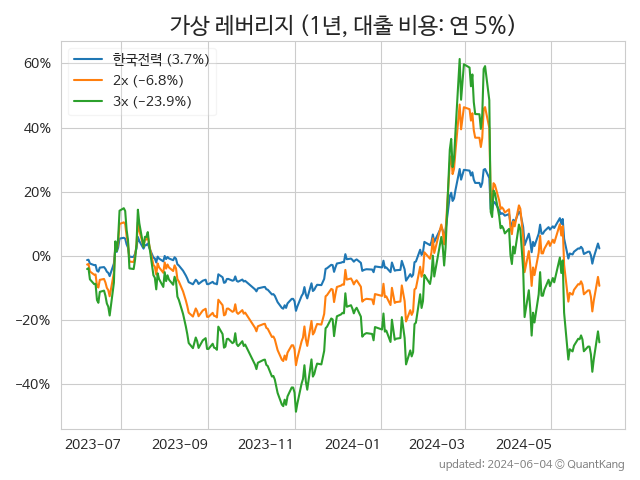 가상 레버리지 (1년, 대출 비용: 연 5%)
한국전력 (3.7%)
2x (−6.8%)
3x (−23.9%)
60%
40%
20%
0%
−20%
−40%
2023-07
2023-09
2023-11
2024-01
2024-03
2024-05
updated: 2024-06-04 © QuantKang